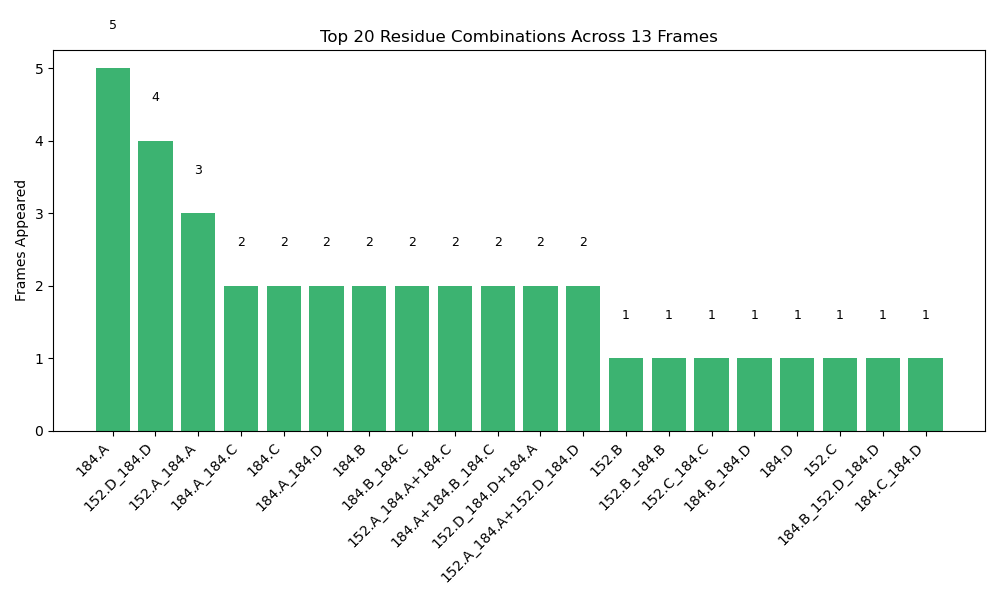 5
Top 20 Residue Combinations Across 13 Frames
Frames Appeared
5
4
3
2
1
0
4
3
2
2
2
2
2
2
2
2
2
1
1
1
1
1
1
1
1
184.A
152.D_184.D
152.A_184.A
184.A_184.C
184.C
184.A_184.D
184.B
184.B_184.C
152.A_184.A+184.C
184.A+184.B_184.C
152.D_184.D+184.A
152.A_184.A+152.D_184.D
152.B
152.B_184.B
152.C_184.C
184.B_184.D
184.D
152.C
184.B_152.D_184.D
184.C_184.D